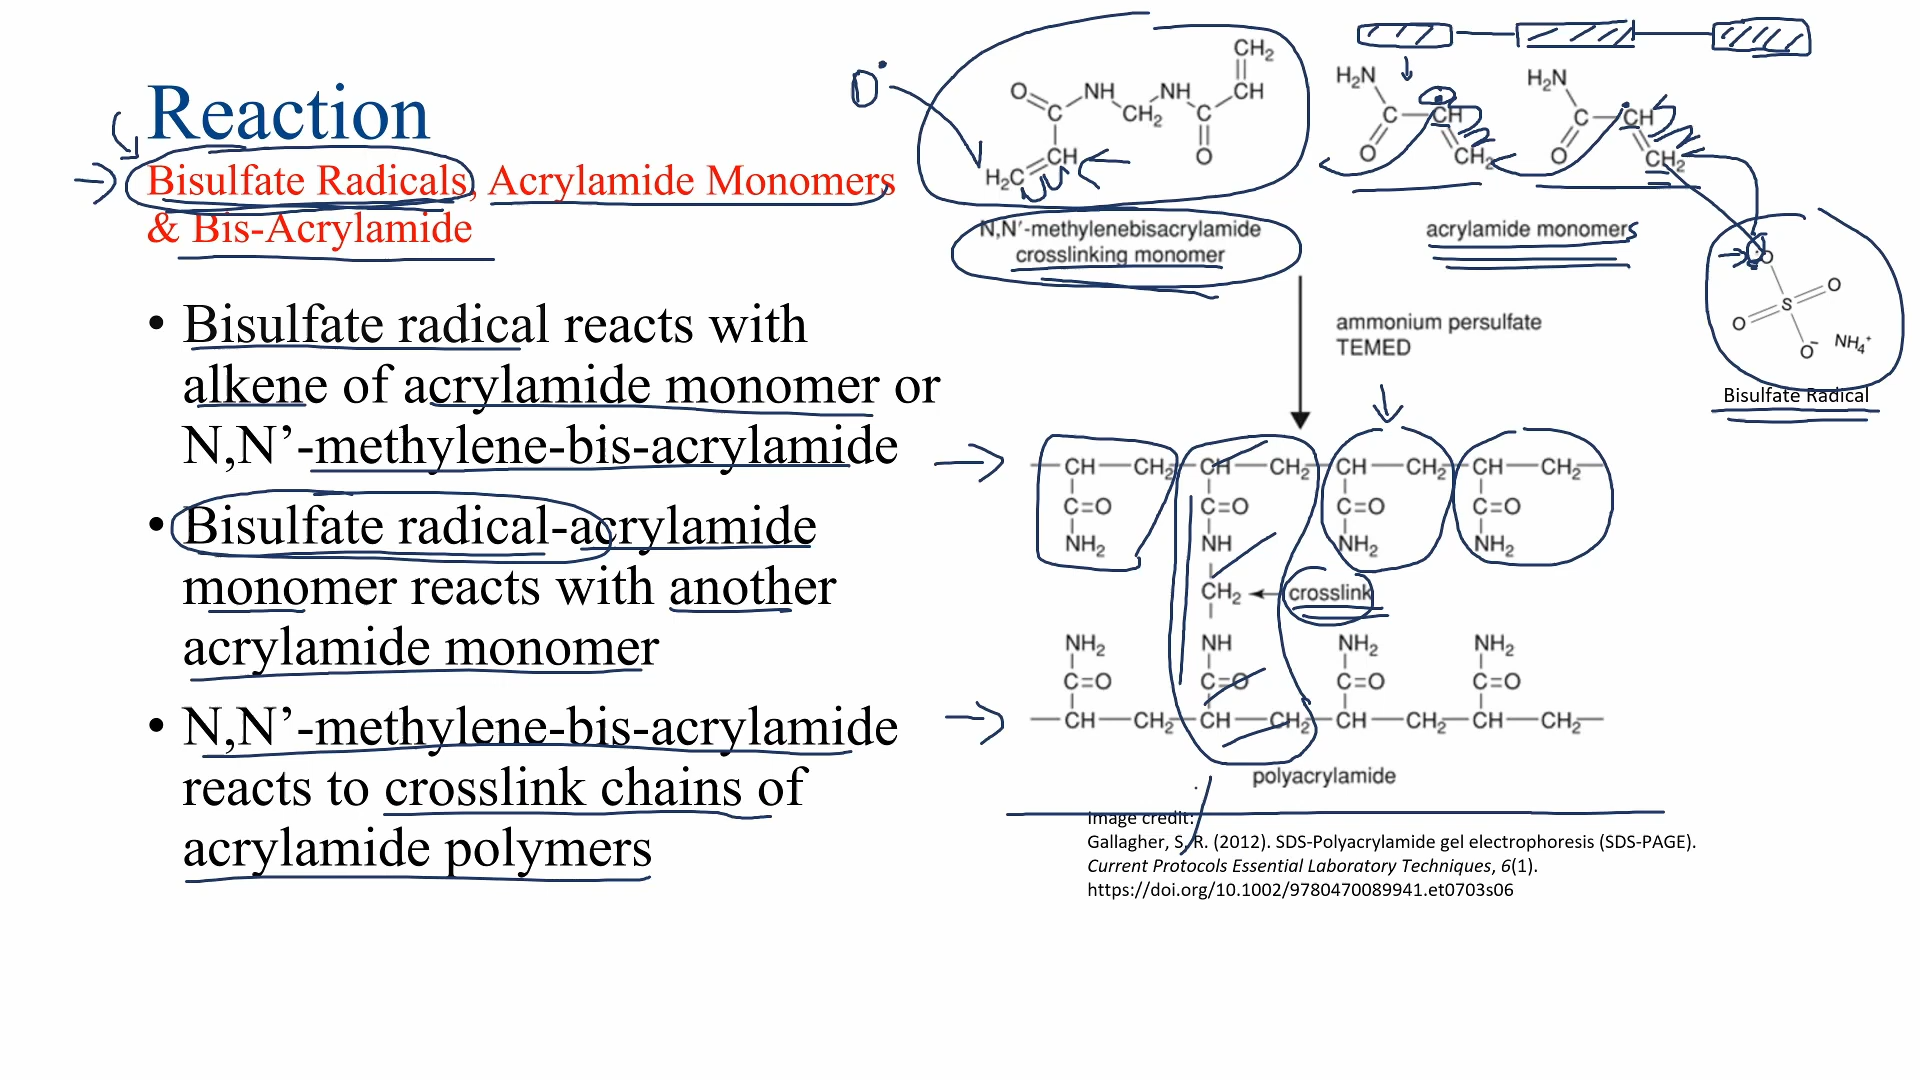 Reaction
Bisulfate Radicals, Acrylamide Monomers
& Bis-Acrylamide
• Bisulfate radical reacts with
alkene of acrylamide monomer or
N,N’-methylene-bis-acrylamide
• Bisulfate radical-acrylamide
monomer reacts with another
acrylamide monomer
• N,N’-methylene-bis-acrylamide
reacts to crosslink chains of
acrylamide polymers
CH₂
O NH NH CH
C CH₂ C
CH O
H₂C
N,N′-methylenebisacrylamide
crosslinking monomer
H₂N H₂N
C CH C CH
O CH₂ O CH₂
acrylamide monomers
O
S O
O
O⁻ NH₄⁺
Bisulfate Radical
ammonium persulfate
TEMED
—CH—CH₂—CH—CH₂—CH—CH₂—CH—CH₂—
C=O C=O C=O C=O
NH₂ NH NH₂ NH₂
CH₂ crosslink
NH₂ NH NH₂ NH₂
C=O C=O C=O C=O
—CH—CH₂—CH—CH₂—CH—CH₂—CH—CH₂—
polyacrylamide
Image credit:
Gallagher, S. R. (2012). SDS-Polyacrylamide gel electrophoresis (SDS-PAGE).
Current Protocols Essential Laboratory Techniques, 6(1).
https://doi.org/10.1002/9780470089941.et0703s06